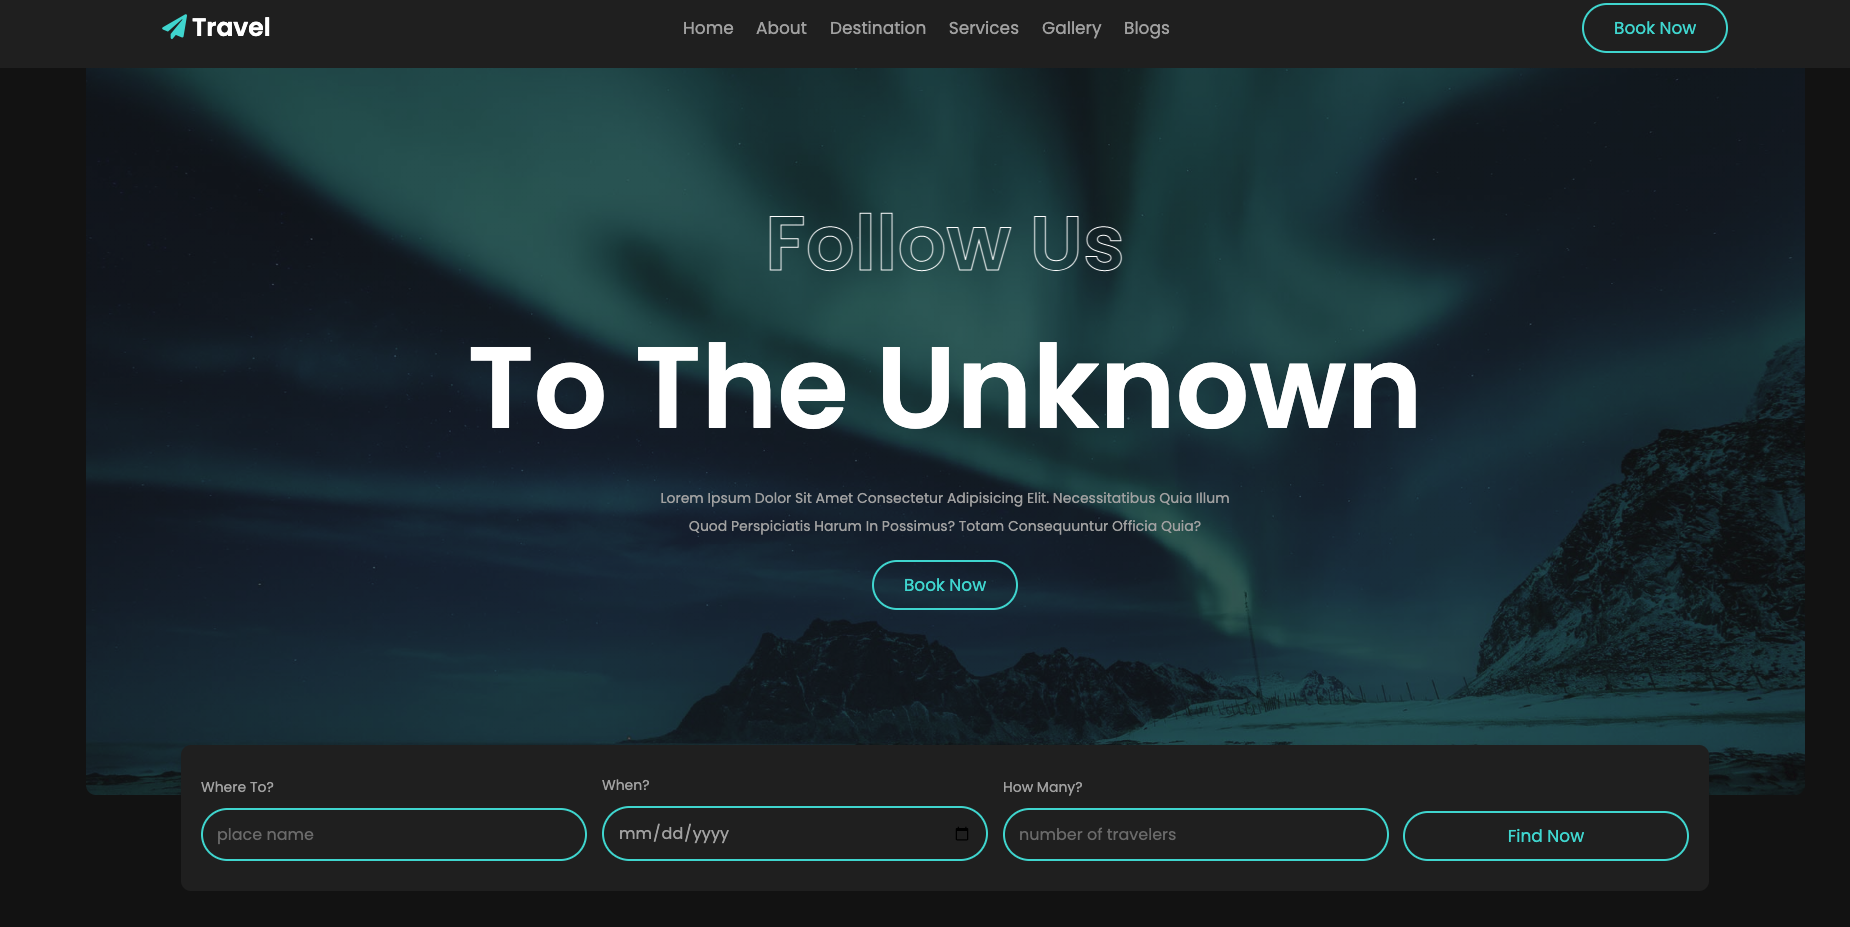 Travel
Home About Destination Services Gallery Blogs
Book Now
Follow Us
To The Unknown
Lorem Ipsum Dolor Sit Amet Consectetur Adipisicing Elit. Necessitatibus Quia Illum
Quod Perspiciatis Harum In Possimus? Totam Consequuntur Officia Quia?
Book Now
Where To?
place name
When?
mm/dd/yyyy
How Many?
number of travelers
Find Now